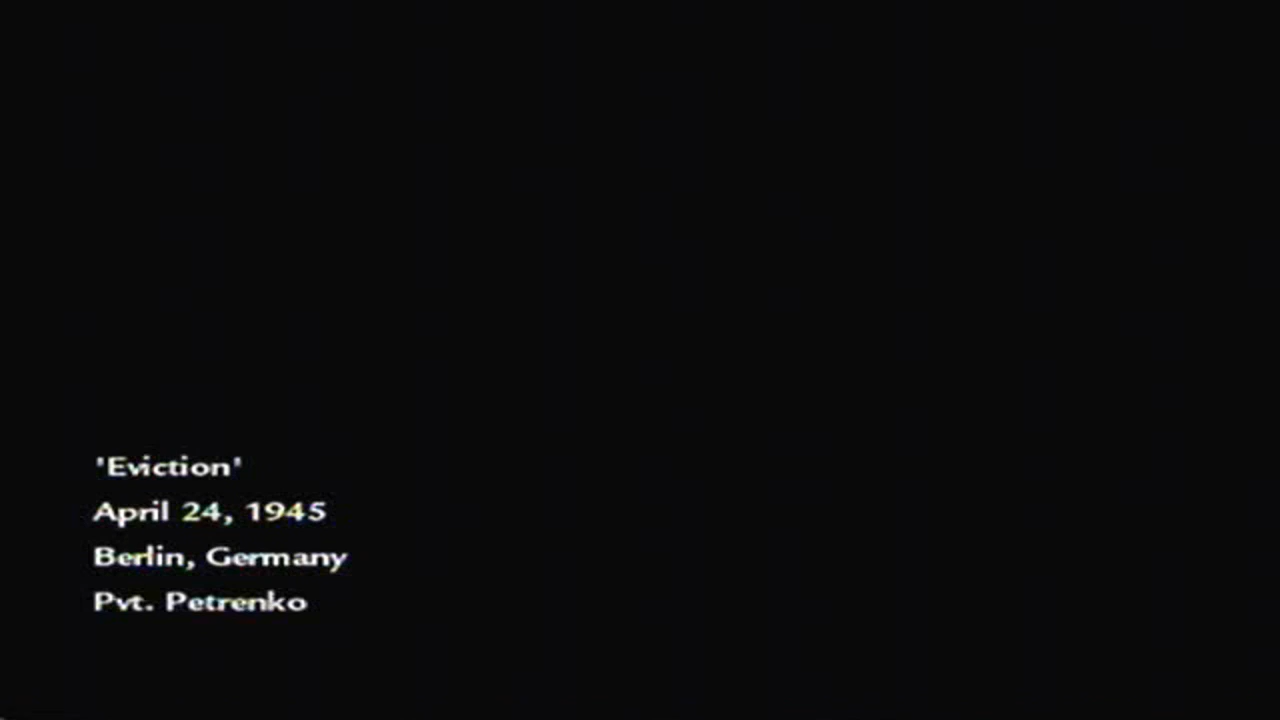 'Eviction'
April 24, 1945
Berlin, Germany
Pvt. Petrenko